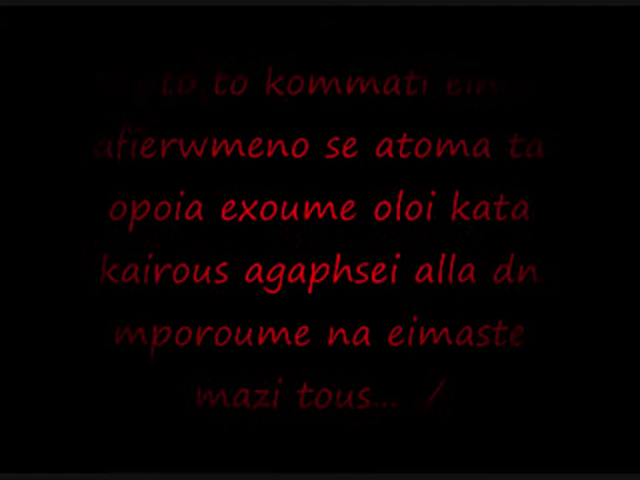 to kommati
afierwmeno se atoma ta
opoia exoume oloi kata
kairous agaphsei alla dn
mporoume na eimaste
mazi tous...